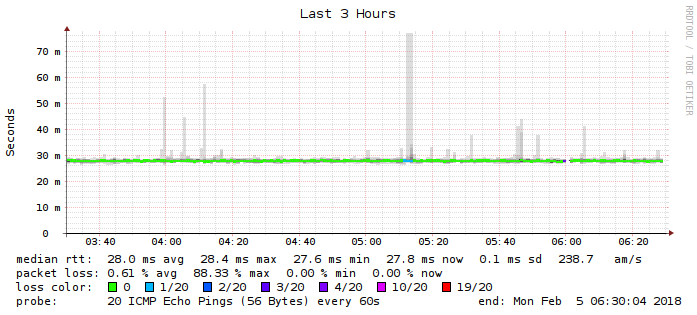 Last 3 Hours
RRDTOOL / TOBI OETIKER
Seconds
70 m
60 m
50 m
40 m
30 m
20 m
10 m
0
03:40 04:00 04:20 04:40 05:00 05:20 05:40 06:00 06:20
median rtt: 28.0 ms avg 28.4 ms max 27.6 ms min 27.8 ms now 0.1 ms sd 238.7 am/s
packet loss: 0.61 % avg 88.33 % max 0.00 % min 0.00 % now
loss color: 0 1/20 2/20 3/20 4/20 10/20 19/20
probe: 20 ICMP Echo Pings (56 Bytes) every 60s end: Mon Feb 5 06:30:04 2018